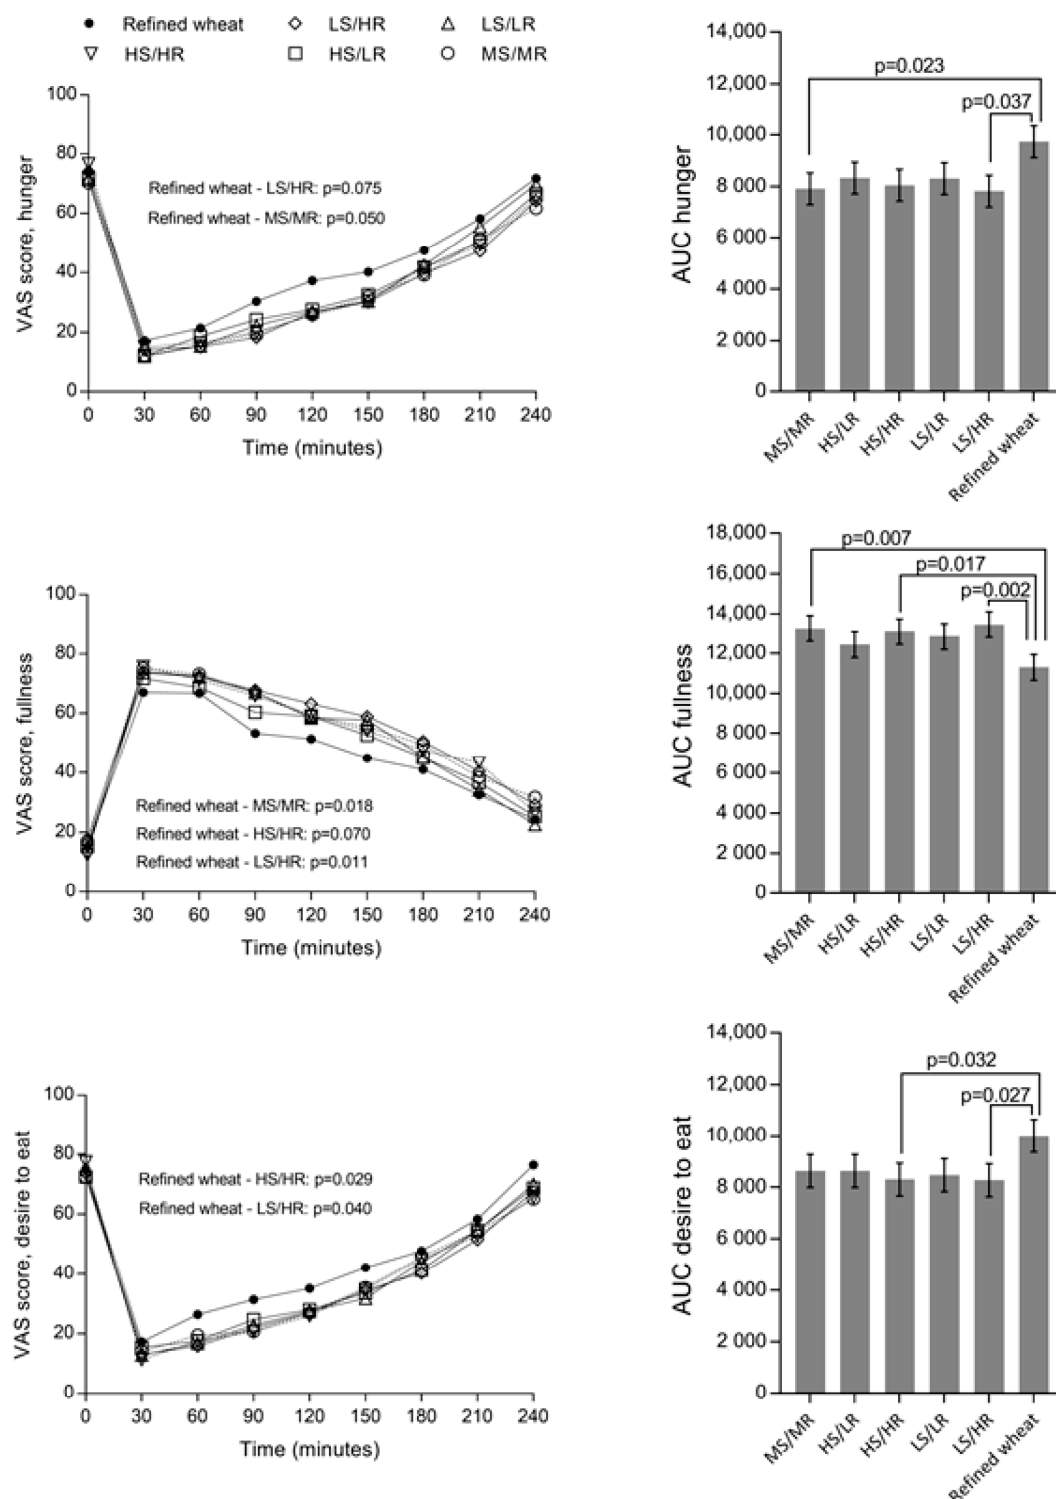 Refined wheat LS/HR LS/LR
HS/HR HS/LR MS/MR
100
80
60
40
20
0
VAS score, hunger
Refined wheat - LS/HR: p=0.075
Refined wheat - MS/MR: p=0.050
0 30 60 90 120 150 180 210 240
Time (minutes)
14,000
12,000
10,000
8 000
6 000
4 000
2 000
0
AUC hunger
p=0.023
p=0.037
MS/MR HS/LR HS/HR LS/LR LS/HR Refined wheat
100
80
60
40
20
0
VAS score, fullness
Refined wheat - MS/MR: p=0.018
Refined wheat - HS/HR: p=0.070
Refined wheat - LS/HR: p=0.011
0 30 60 90 120 150 180 210 240
Time (minutes)
18,000
16,000
14,000
12,000
10,000
8 000
6 000
4 000
2 000
0
AUC fullness
p=0.007
p=0.017
p=0.002
MS/MR HS/LR HS/HR LS/LR LS/HR Refined wheat
100
80
60
40
20
0
VAS score, desire to eat
Refined wheat - HS/HR: p=0.029
Refined wheat - LS/HR: p=0.040
0 30 60 90 120 150 180 210 240
Time (minutes)
14,000
12,000
10,000
8 000
6 000
4 000
2 000
0
AUC desire to eat
p=0.032
p=0.027
MS/MR HS/LR HS/HR LS/LR LS/HR Refined wheat